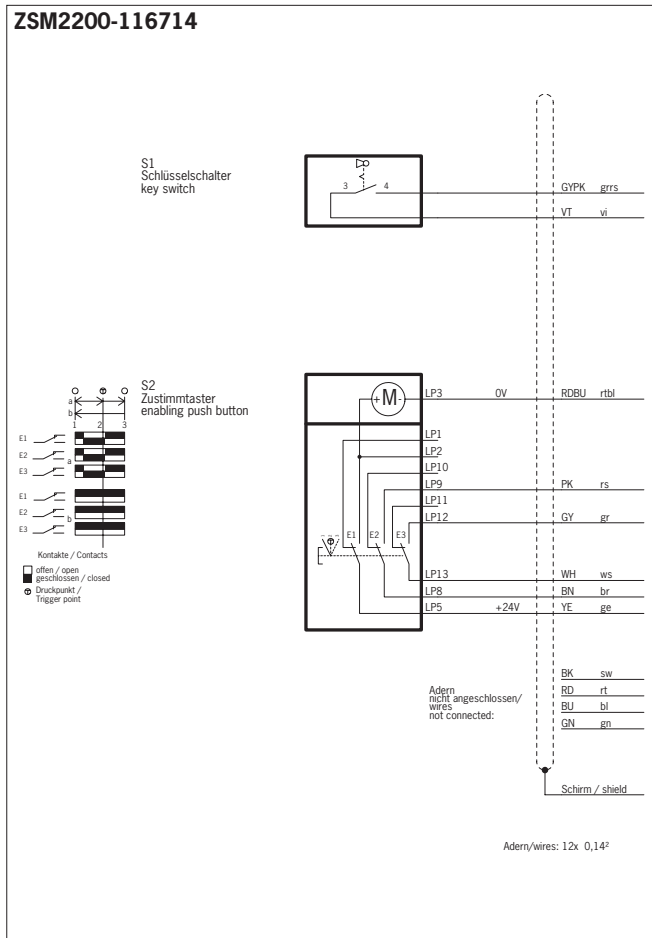 ZSM2200-116714
S1
Schlüsselschalter
key switch
3 4
GYPK grrs
VT vi
S2
Zustimmtaster
enabling push button
a
b
1 2 3
E1
E2
a
E3
E1
E2
b
E3
Kontakte / Contacts
offen / open
geschlossen / closed
Druckpunkt /
Trigger point
+M-
LP3 0V RDBU rtbl
LP1
LP2
LP10
LP9 PK rs
LP11
LP12 GY gr
E1 E2 E3
LP13 WH ws
LP8 BN br
LP5 +24V YE ge
Adern
nicht angeschlossen/
wires
not connected:
BK sw
RD rt
BU bl
GN gn
Schirm / shield
Adern/wires: 12x 0,14²